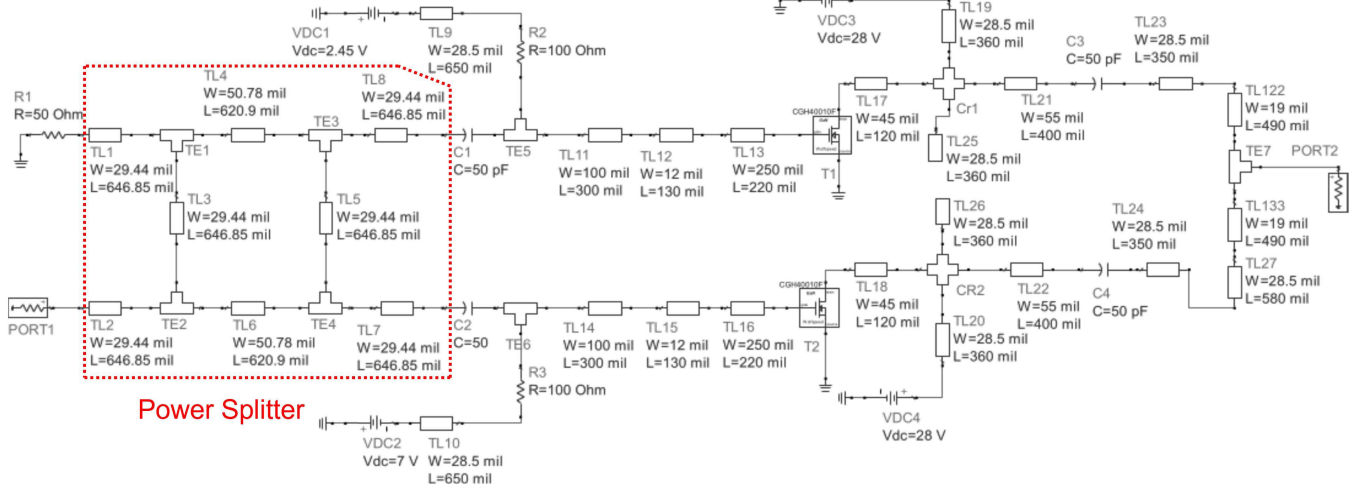 VDC1
Vdc=2.45 V
TL9
W=28.5 mil
L=650 mil
R2
R=100 Ohm
VDC3
Vdc=28 V
TL19
W=28.5 mil
L=360 mil
C3
C=50 pF
TL23
W=28.5 mil
L=350 mil
R1
R=50 Ohm
TL4
W=50.78 mil
L=620.9 mil
TL8
W=29.44 mil
L=646.85 mil
TE3
TL1
W=29.44 mil
L=646.85 mil
TE1
C1
C=50 pF
TE5
TL11
W=100 mil
L=300 mil
TL12
W=12 mil
L=130 mil
TL13
W=250 mil
L=220 mil
CGH40010F
T1
TL17
W=45 mil
L=120 mil
Cr1
TL21
W=55 mil
L=400 mil
TL25
W=28.5 mil
L=360 mil
TL122
W=19 mil
L=490 mil
TE7
PORT2
TL3
W=29.44 mil
L=646.85 mil
TL5
W=29.44 mil
L=646.85 mil
TL26
W=28.5 mil
L=360 mil
TL24
W=28.5 mil
L=350 mil
TL133
W=19 mil
L=490 mil
TL27
W=28.5 mil
L=580 mil
PORT1
TL2
W=29.44 mil
L=646.85 mil
TE2
TL6
W=50.78 mil
L=620.9 mil
TE4
TL7
W=29.44 mil
L=646.85 mil
C2
C=50
TE6
TL14
W=100 mil
L=300 mil
TL15
W=12 mil
L=130 mil
TL16
W=250 mil
L=220 mil
CGH40010F
T2
TL18
W=45 mil
L=120 mil
CR2
TL22
W=55 mil
L=400 mil
C4
C=50 pF
TL20
W=28.5 mil
L=360 mil
R3
R=100 Ohm
Power Splitter
VDC2
Vdc=7 V
TL10
W=28.5 mil
L=650 mil
VDC4
Vdc=28 V